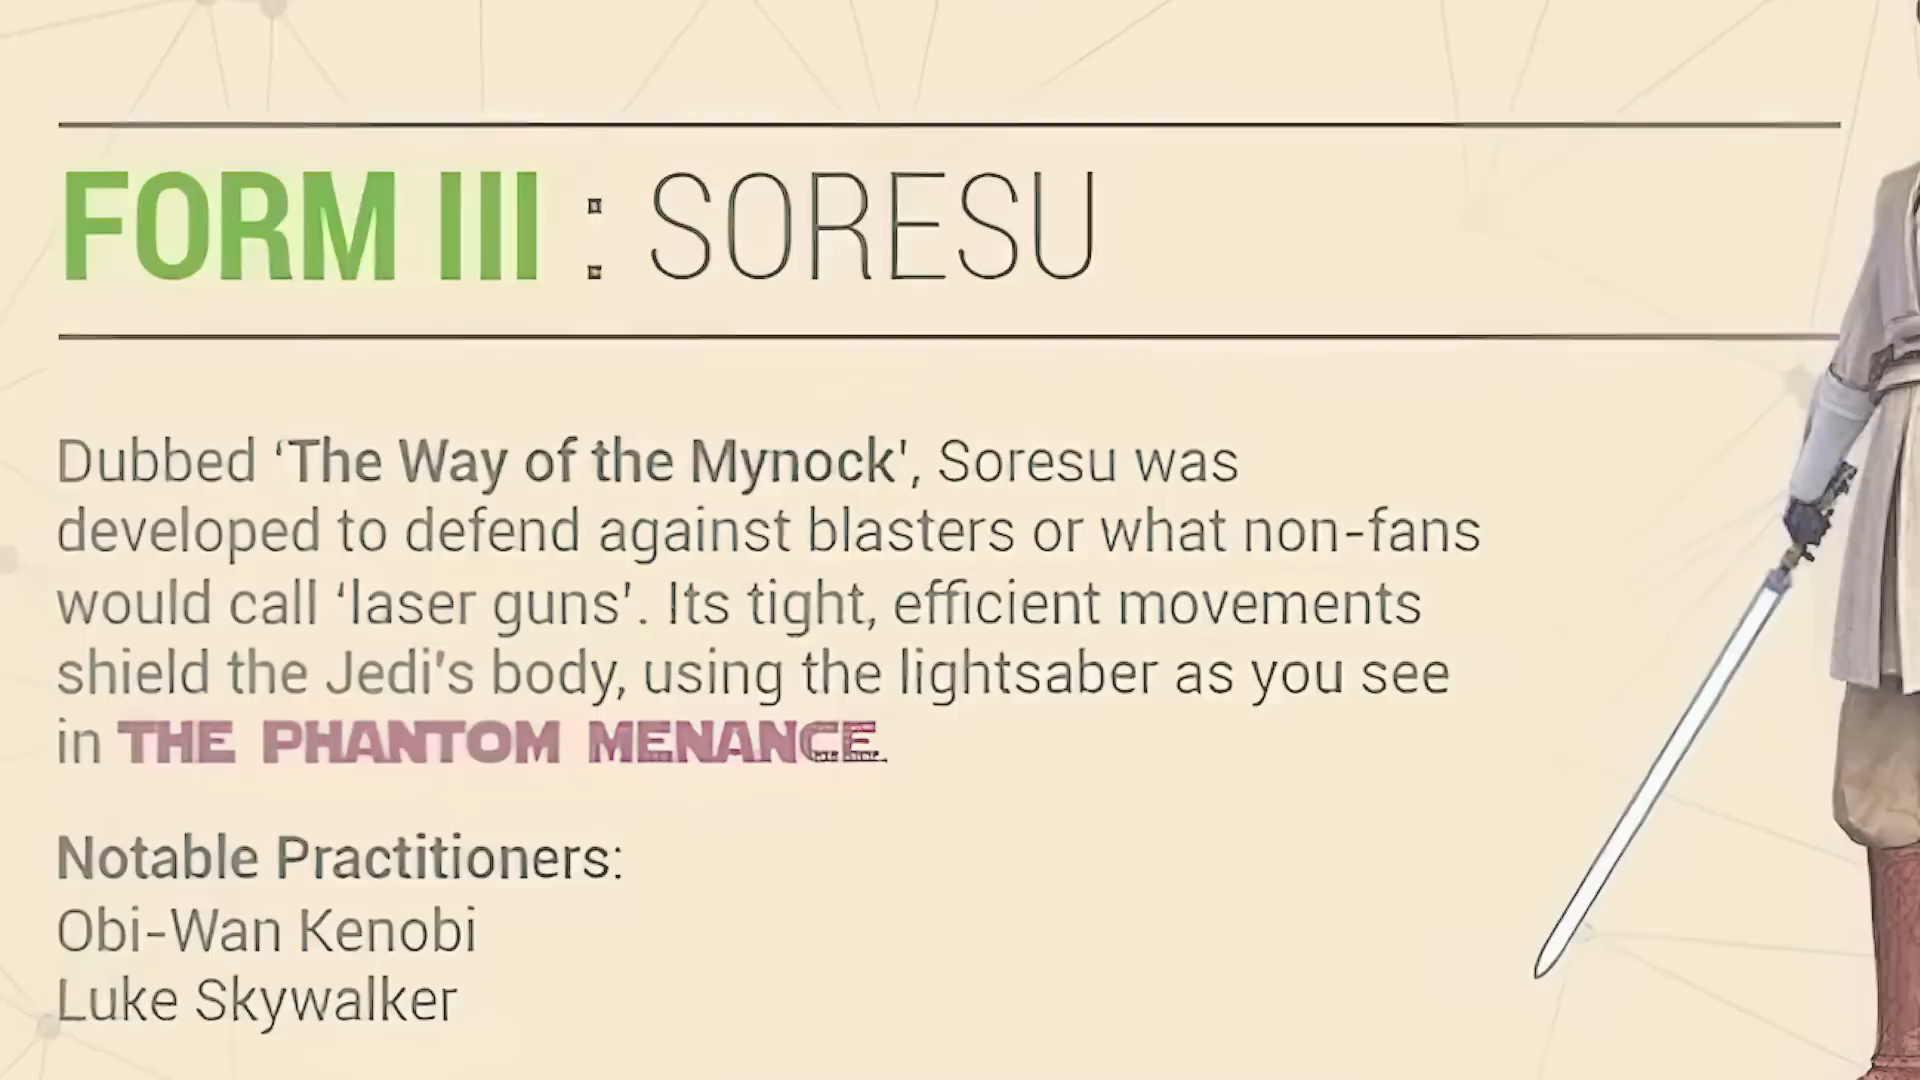 FORM III : SORESU
Dubbed ‘The Way of the Mynock', Soresu was
developed to defend against blasters or what non-fans
would call ‘laser guns'. Its tight, efficient movements
shield the Jedi's body, using the lightsaber as you see
in THE PHANTOM MENANCE.
Notable Practitioners:
Obi-Wan Kenobi
Luke Skywalker